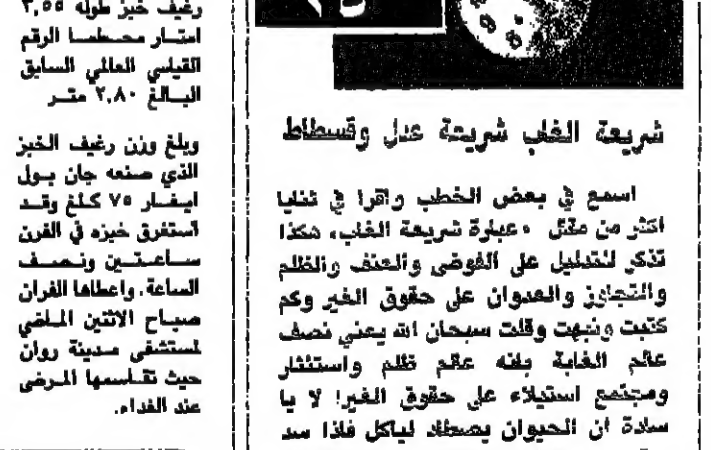 شريعة الغاب شريعة عدل وقسطاط
اسمع في بعض الخطب واقرا في ثنايا
اكثر من مقال «عبارة شريعة الغاب» هكذا
تذكر للتدليل على الفوضى والعنف والظلم
والتجاوز والعدوان على حقوق الغير وكم
كتبت ونبهت وقلت سبحان الله يعني نصف
عالم الغابة بانه عالم ظلم واستئثار
ومجتمع استيلاء على حقوق الغير! لا يا
سادة ان الحيوان يصطاد لياكل فاذا سد
رغيف خبز طوله ٣,٥٥
امتار محطما الرقم
القياسي العالمي السابق
البالغ ٢,٨٠ متر
وبلغ وزن رغيف الخبز
الذي صنعه جان بول
ايفار ٧٥ كلغ وقد
استغرق خبزه في الفرن
ساعتين ونصف
الساعة. واعطاها الفران
صباح الاثنين الماضي
لمستشفى مدينة روان
حيث تقاسمها المرضى
عند الغداء.